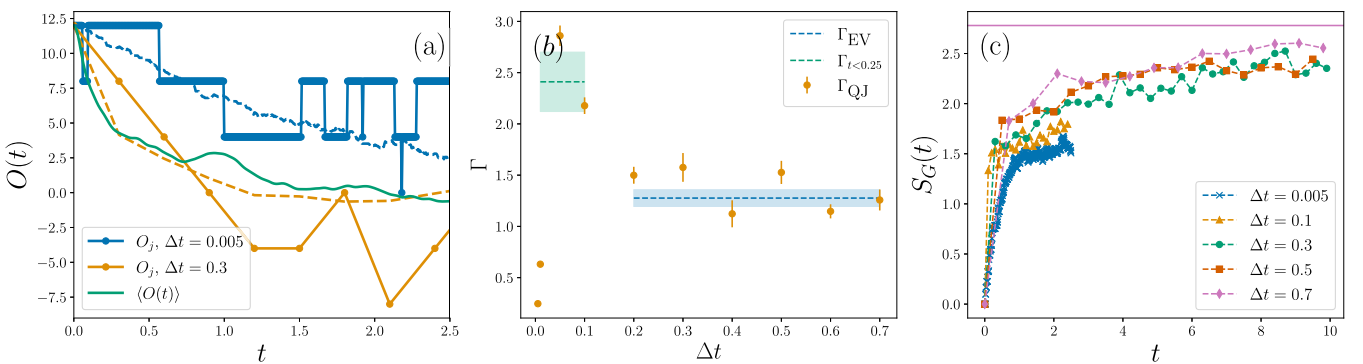 (a)
O(t)
12.5
10.0
7.5
5.0
2.5
0.0
−2.5
−5.0
−7.5
O_j, Δt = 0.005
O_j, Δt = 0.3
⟨O(t)⟩
0.0 0.5 1.0 1.5 2.0 2.5
t
(b)
Γ
3.0
2.5
2.0
1.5
1.0
0.5
Γ_EV
Γ_{t<0.25}
Γ_QJ
0.0 0.1 0.2 0.3 0.4 0.5 0.6 0.7
Δt
(c)
S_G(t)
2.5
2.0
1.5
1.0
0.5
0.0
Δt = 0.005
Δt = 0.1
Δt = 0.3
Δt = 0.5
Δt = 0.7
0 2 4 6 8 10
t